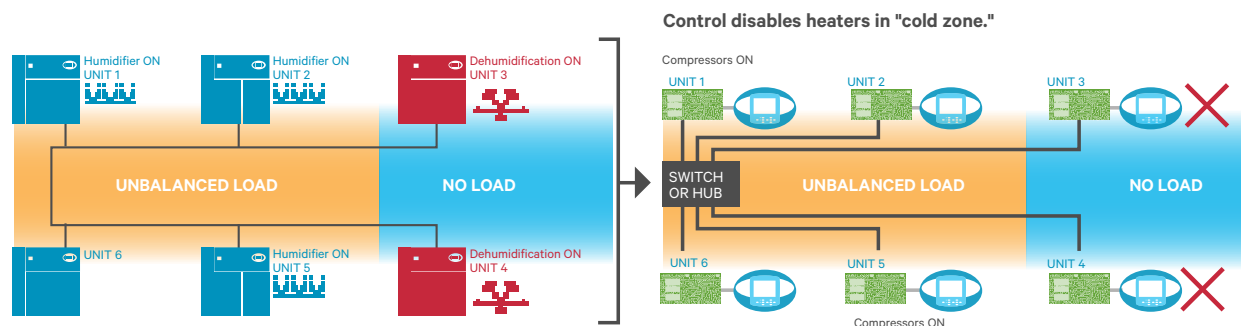 Control disables heaters in "cold zone."
Humidifier ON
UNIT 1
Humidifier ON
UNIT 2
Dehumidification ON
UNIT 3
UNBALANCED LOAD
NO LOAD
UNIT 6
Humidifier ON
UNIT 5
Dehumidification ON
UNIT 4
Compressors ON
UNIT 1
UNIT 2
UNIT 3
SWITCH
OR HUB
UNBALANCED LOAD
NO LOAD
UNIT 6
UNIT 5
UNIT 4
Compressors ON